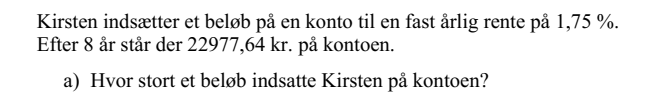 Kirsten indsætter et beløb på en konto til en fast årlig rente på 1,75 %.
Efter 8 år står der 22977,64 kr. på kontoen.
a) Hvor stort et beløb indsatte Kirsten på kontoen?